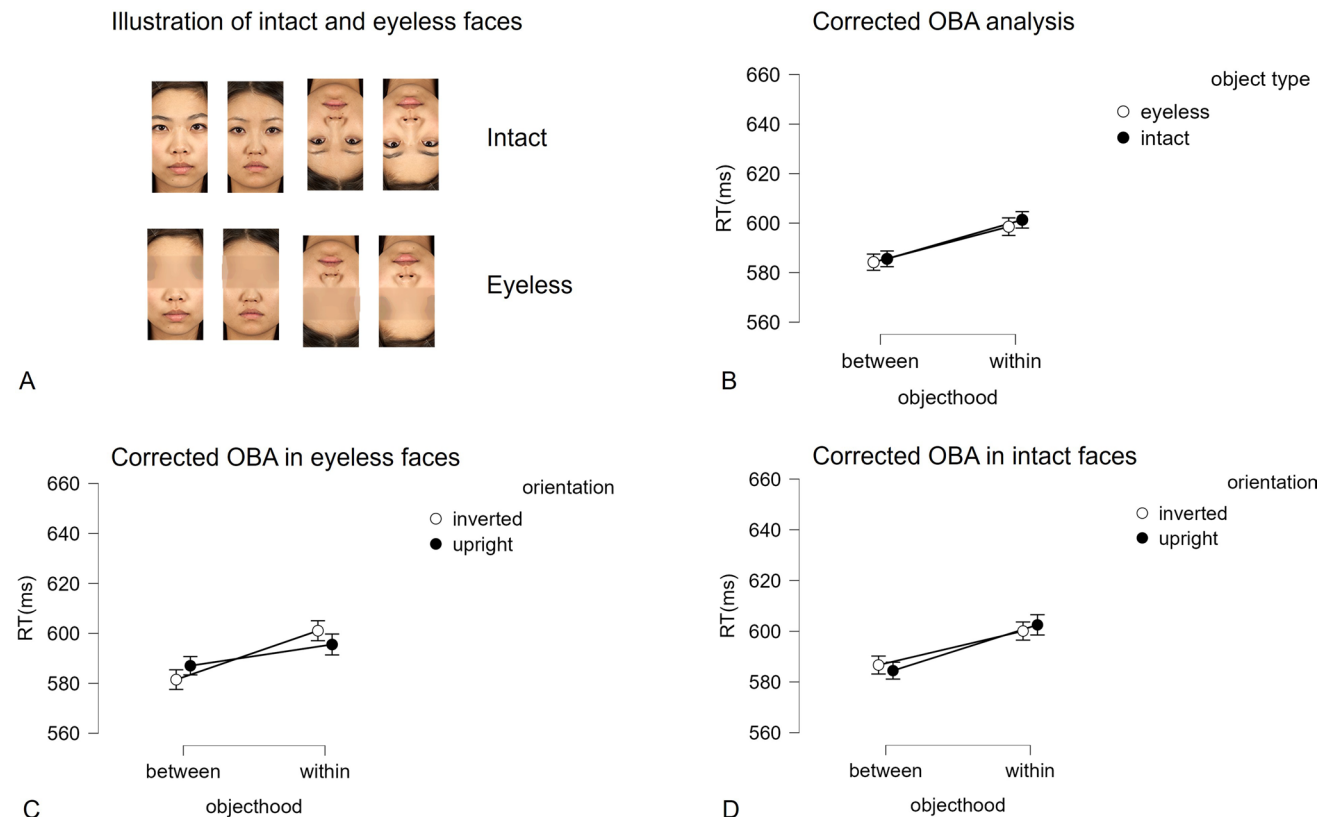 Illustration of intact and eyeless faces
Intact
Eyeless
A
Corrected OBA analysis
660
640
620
600
580
560
RT(ms)
between
within
objecthood
object type
eyeless
intact
B
Corrected OBA in eyeless faces
660
640
620
600
580
560
RT(ms)
between
within
objecthood
orientation
inverted
upright
C
Corrected OBA in intact faces
660
640
620
600
580
560
RT(ms)
between
within
objecthood
orientation
inverted
upright
D